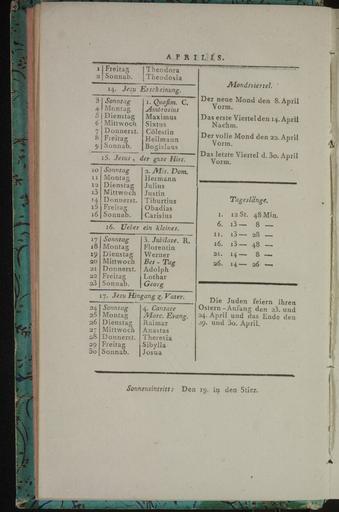 APRILIS.
1 Freitag Theodora
2 Sonnab. Theodosia
14. Jesu Erscheinung.
3 Sonntag 1. Quasim. C.
4 Montag Ambrosius
5 Dienstag Maximus
6 Mittwoch Sixtus
7 Donnerst. Cölestin
8 Freitag Heilmann
9 Sonnab. Bogislaus
15. Jesus, der gute Hirt.
10 Sonntag 2. Mis. Dom.
11 Montag Hermann
12 Dienstag Julius
13 Mittwoch Justin
14 Donnerst. Tiburtius
15 Freitag Obadias
16 Sonnab. Carisius
16. Ueber ein kleines.
17 Sonntag 3. Jubilate. R.
18 Montag Florentin
19 Dienstag Werner
20 Mittwoch Bet-Tag
21 Donnerst. Adolph
22 Freitag Lothar
23 Sonnab. Georg
17. Jesu Hingang z. Vater.
24 Sonntag 4. Cantate
25 Montag Marc. Evang.
26 Dienstag Raimar
27 Mittwoch Anastas
28 Donnerst. Theresia
29 Freitag Sibylla
30 Sonnab. Josua
Mondsviertel.
Der neue Mond den 8. April
Vorm.
Das erste Viertel den 14. April
Nachm.
Der volle Mond den 22. April
Vorm.
Das letzte Viertel d. 30. April
Vorm.
Tageslänge.
1. 12 St. 48 Min.
6. 13 — 8 —
11. 13 — 28 —
16. 13 — 48 —
21. 14 — 8 —
26. 14 — 26 —
Die Juden feiern ihren
Ostern-Anfang den 23. und
24. April und das Ende den
29. und 30. April.
Sonneneintritt: Den 19. in den Stier.